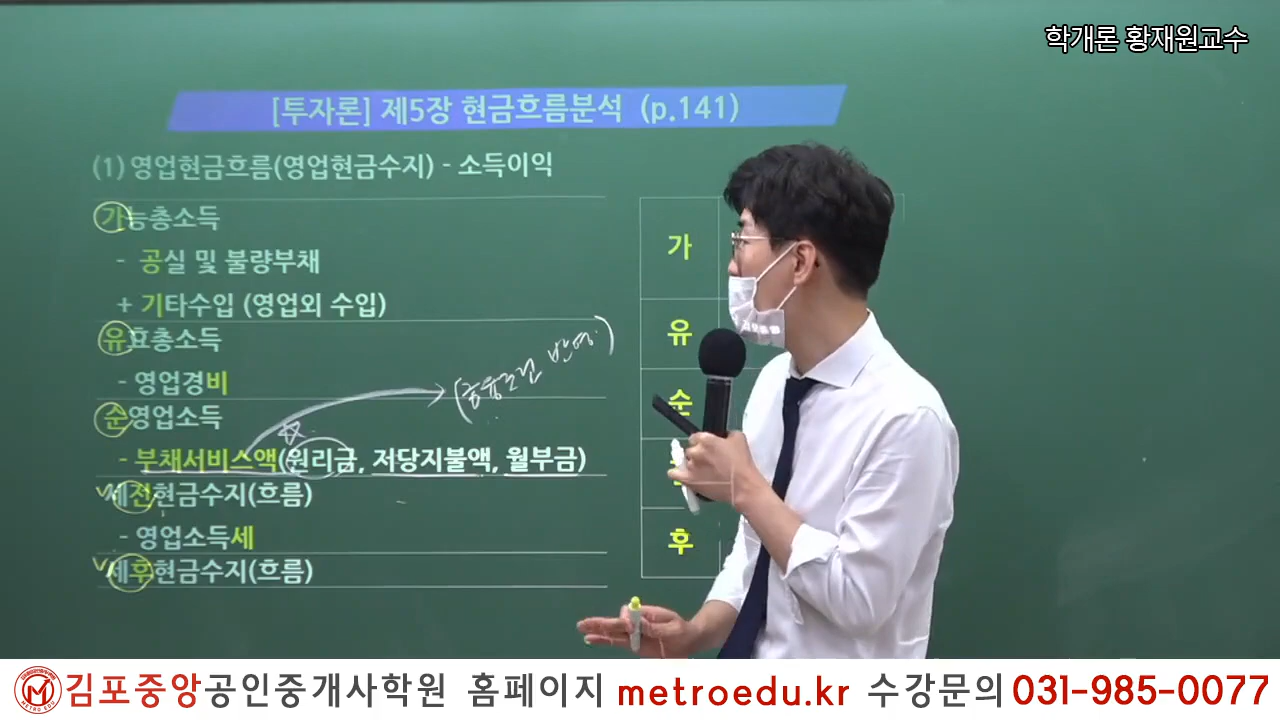 학개론 황재원교수
[투자론] 제5장 현금흐름분석 (p.141)
(1) 영업현금흐름(영업현금수지) - 소득이익
가능총소득
- 공실 및 불량부채
+ 기타수입 (영업외 수입)
유효총소득
- 영업경비
순영업소득
- 부채서비스액(원리금, 저당지불액, 월부금)
세전현금수지(흐름)
- 영업소득세
세후현금수지(흐름)
(융자조건 반영)
가
유
순
후
김포중앙공인중개사학원 홈페이지 metroedu.kr 수강문의 031-985-0077